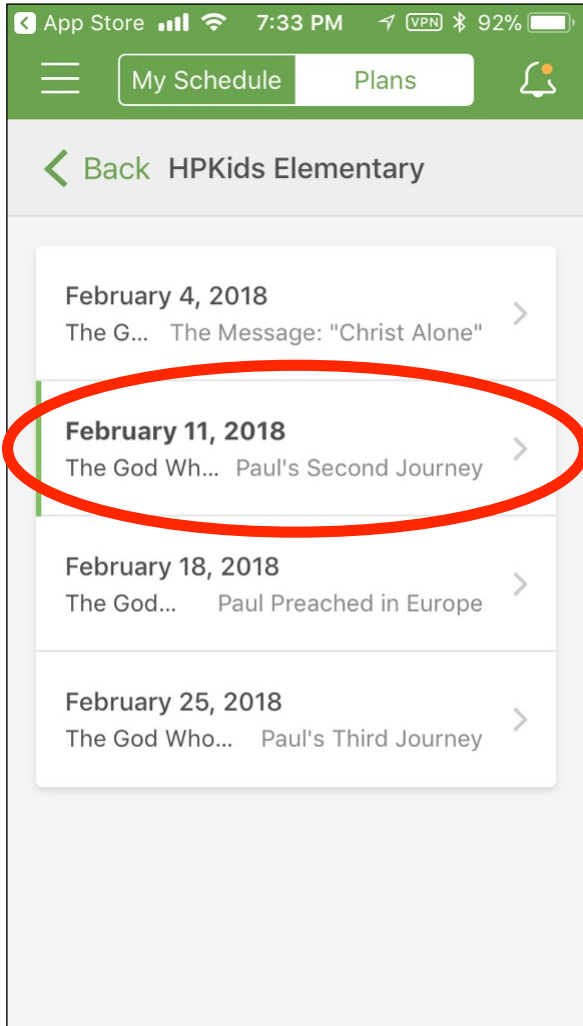 App Store 7:33 PM VPN 92%
My Schedule Plans
Back HPKids Elementary
February 4, 2018
The G... The Message: "Christ Alone"
February 11, 2018
The God Wh... Paul's Second Journey
February 18, 2018
The God... Paul Preached in Europe
February 25, 2018
The God Who... Paul's Third Journey